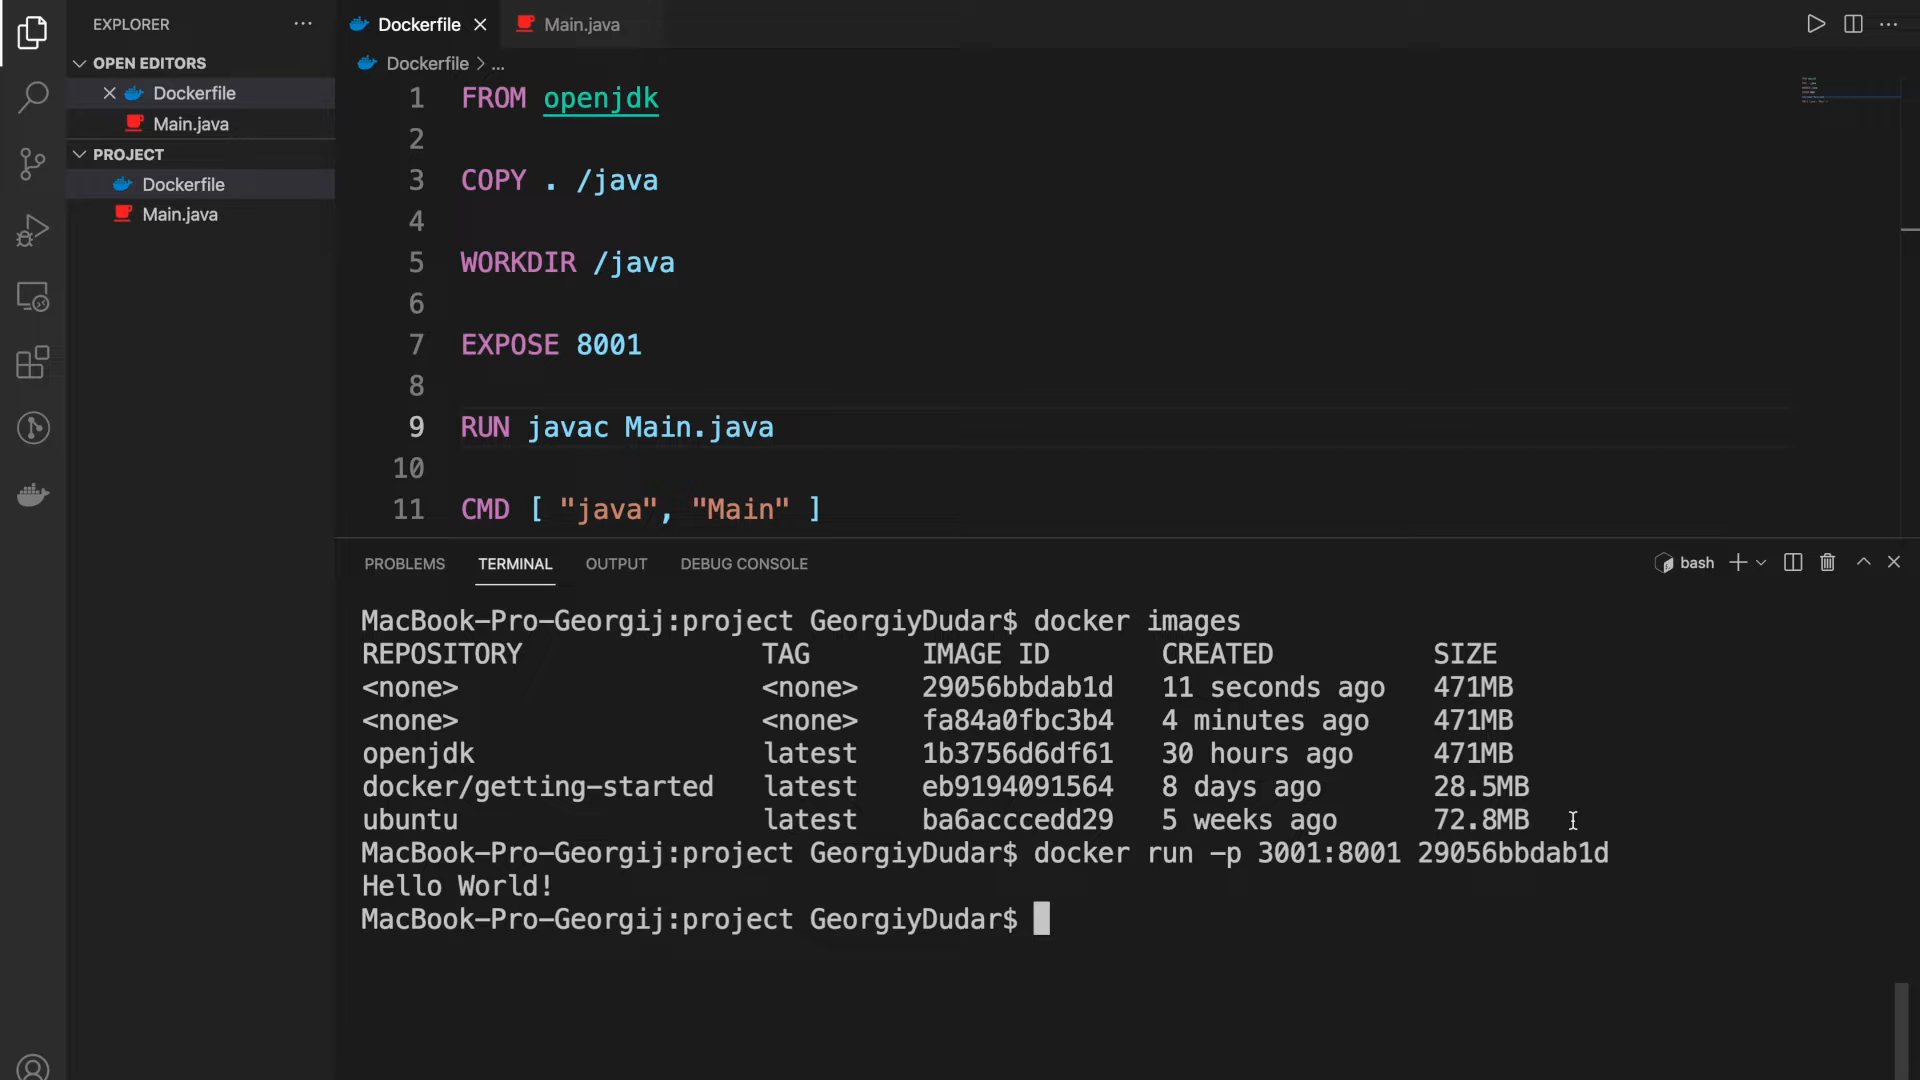 EXPLORER
OPEN EDITORS
Dockerfile
Main.java
PROJECT
Dockerfile
Main.java
Dockerfile
Main.java
Dockerfile > ...
1 FROM openjdk
2
3 COPY . /java
4
5 WORKDIR /java
6
7 EXPOSE 8001
8
9 RUN javac Main.java
10
11 CMD [ "java", "Main" ]
PROBLEMS TERMINAL OUTPUT DEBUG CONSOLE
bash
MacBook-Pro-Georgij:project GeorgiyDudar$ docker images
REPOSITORY TAG IMAGE ID CREATED SIZE
<none> <none> 29056bbdab1d 11 seconds ago 471MB
<none> <none> fa84a0fbc3b4 4 minutes ago 471MB
openjdk latest 1b3756d6df61 30 hours ago 471MB
docker/getting-started latest eb9194091564 8 days ago 28.5MB
ubuntu latest ba6acccedd29 5 weeks ago 72.8MB
MacBook-Pro-Georgij:project GeorgiyDudar$ docker run -p 3001:8001 29056bbdab1d
Hello World!
MacBook-Pro-Georgij:project GeorgiyDudar$